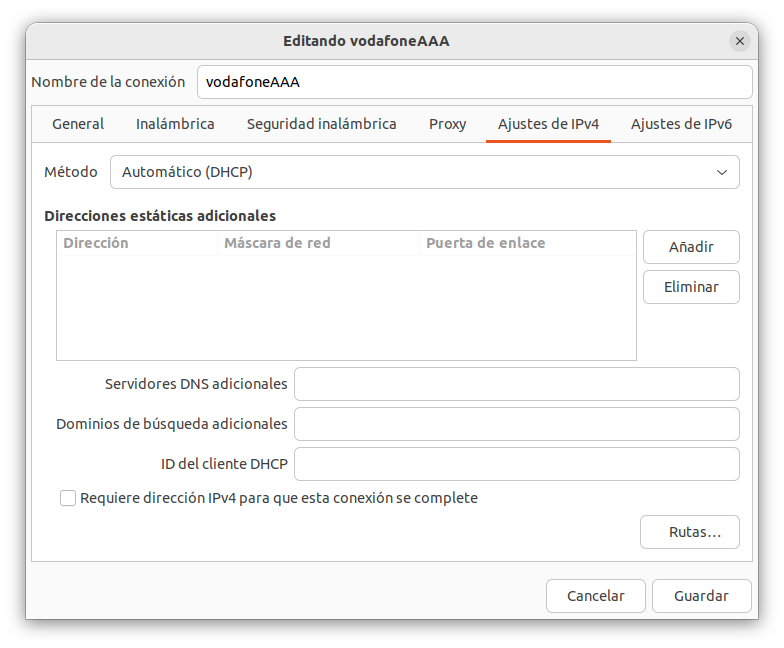 Editando vodafoneAAA
Nombre de la conexión vodafoneAAA
General Inalámbrica Seguridad inalámbrica Proxy Ajustes de IPv4 Ajustes de IPv6
Método Automático (DHCP)
Direcciones estáticas adicionales
Dirección Máscara de red Puerta de enlace
Añadir
Eliminar
Servidores DNS adicionales
Dominios de búsqueda adicionales
ID del cliente DHCP
Requiere dirección IPv4 para que esta conexión se complete
Rutas…
Cancelar Guardar